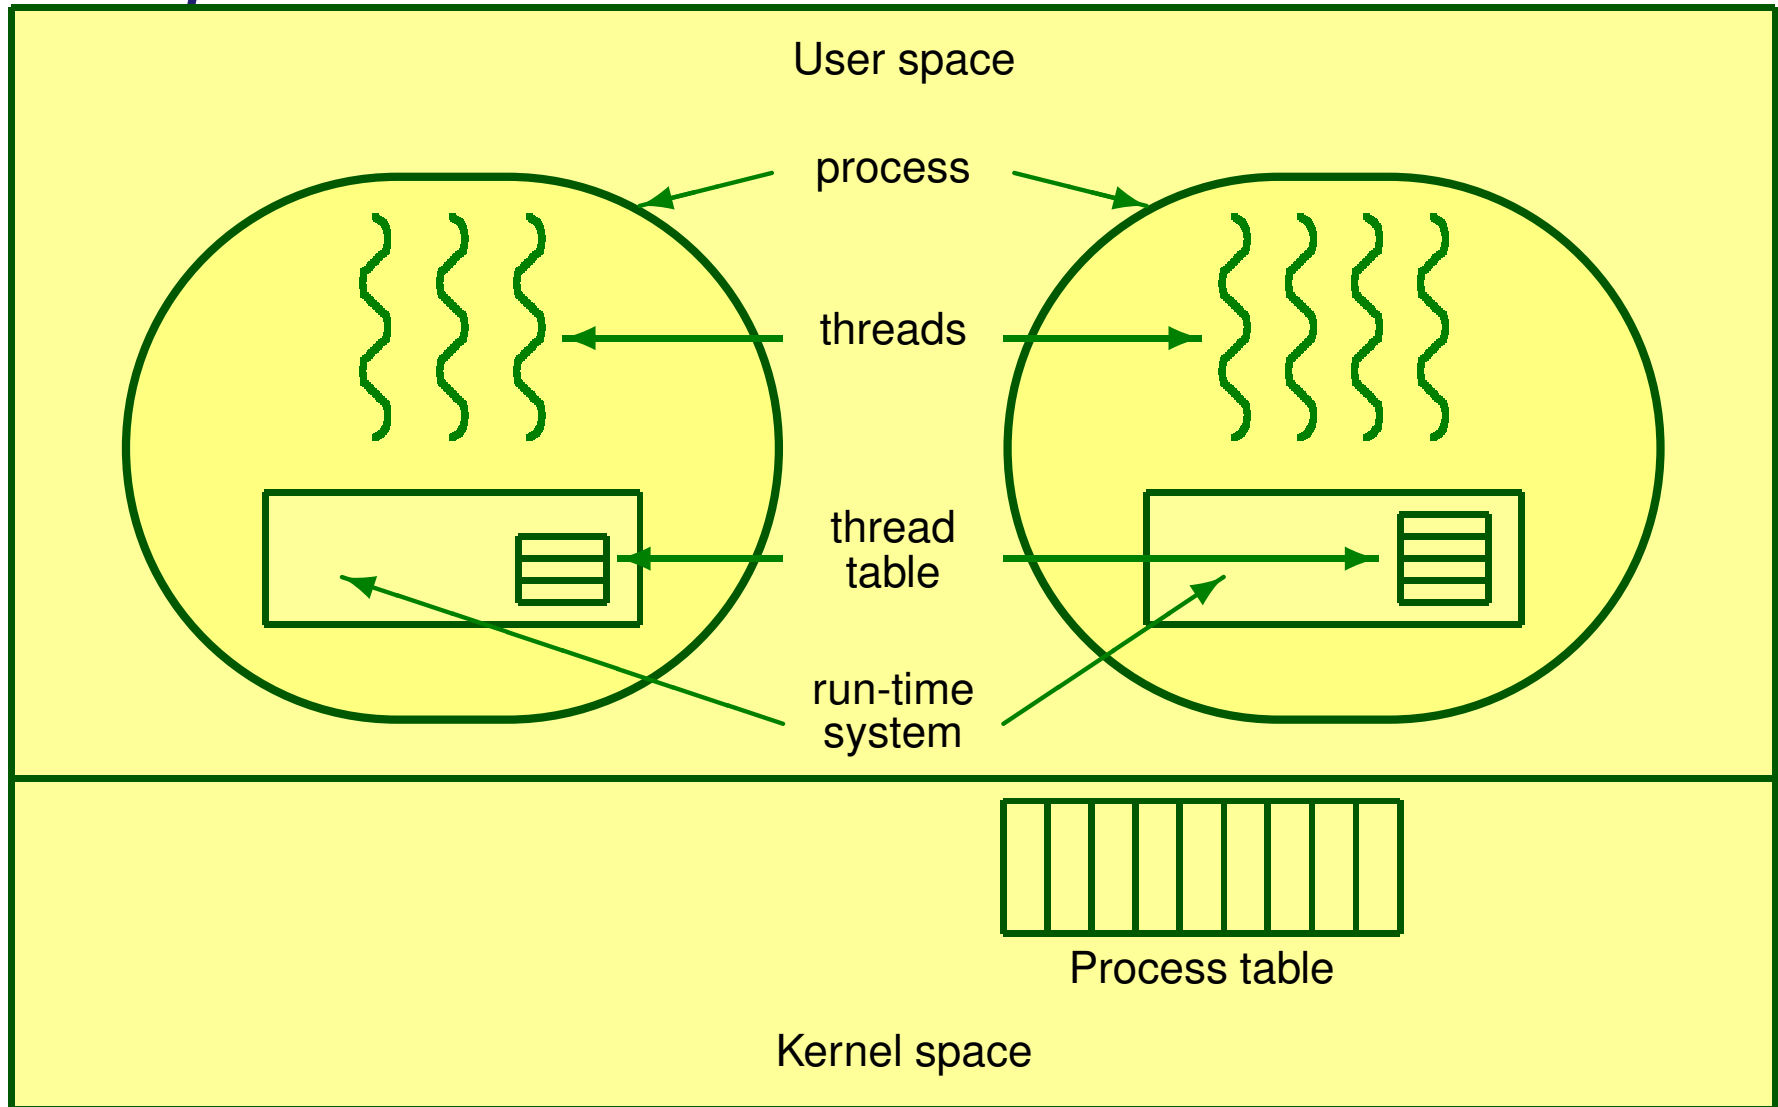 User space
process
threads
thread
table
run-time
system
Process table
Kernel space